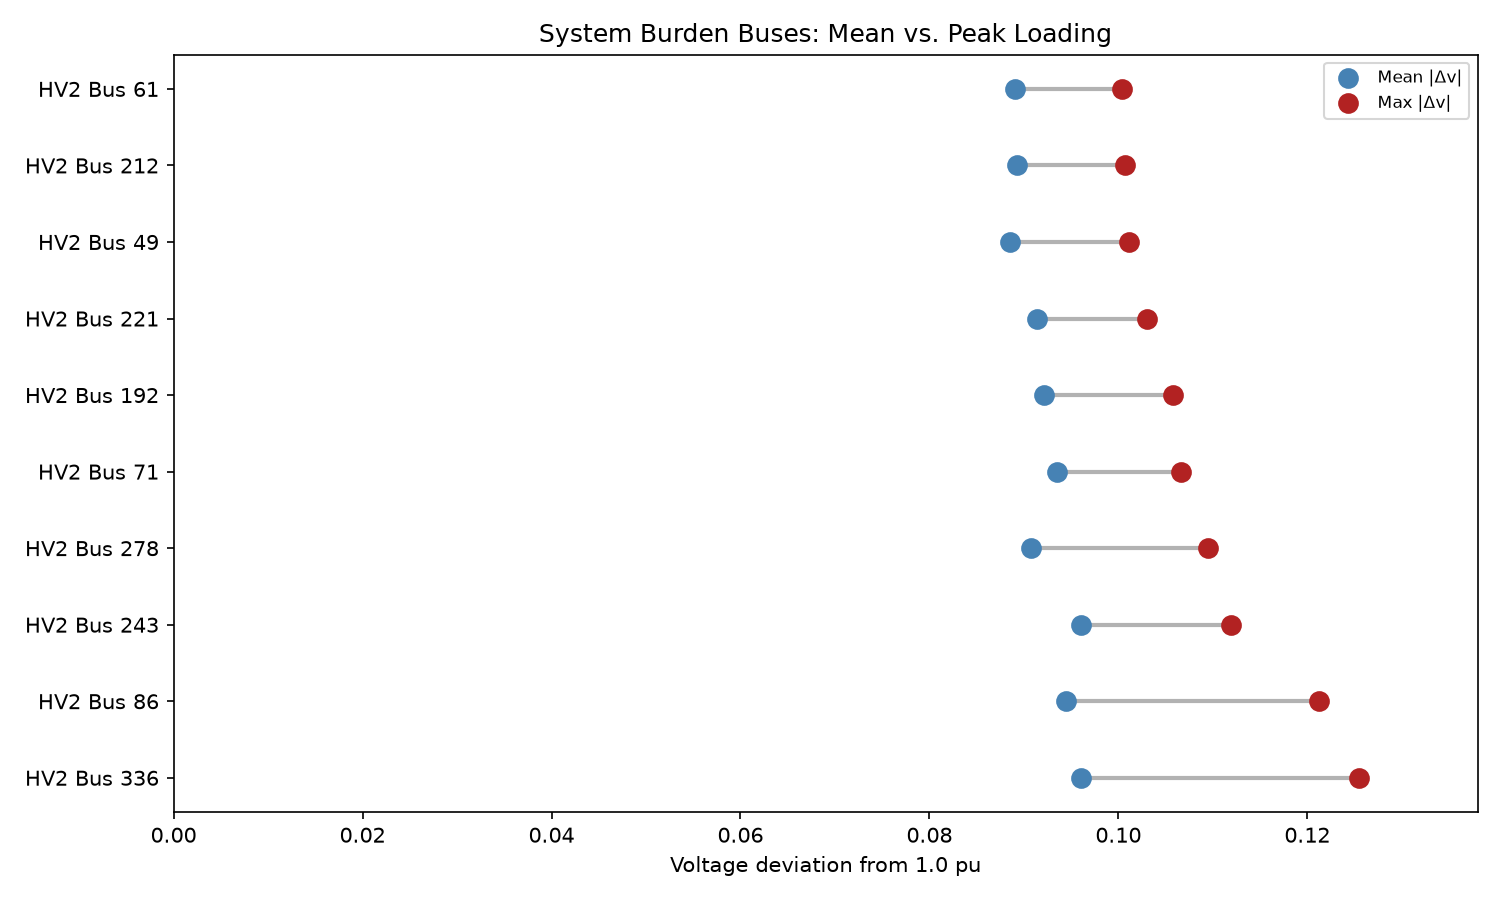 System Burden Buses: Mean vs. Peak Loading
Mean |Δv|
Max |Δv|
HV2 Bus 61
HV2 Bus 212
HV2 Bus 49
HV2 Bus 221
HV2 Bus 192
HV2 Bus 71
HV2 Bus 278
HV2 Bus 243
HV2 Bus 86
HV2 Bus 336
0.00 0.02 0.04 0.06 0.08 0.10 0.12
Voltage deviation from 1.0 pu